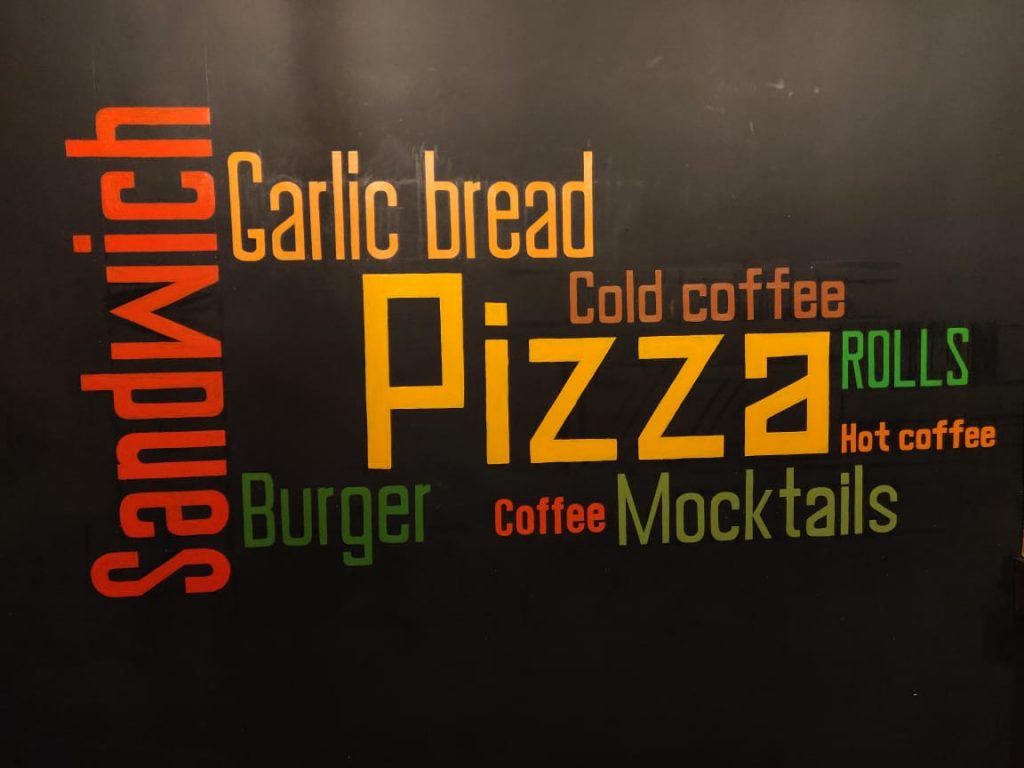 Sandwich
Garlic bread
Cold coffee
Pizza
ROLLS
Hot coffee
Burger
Coffee
Mocktails